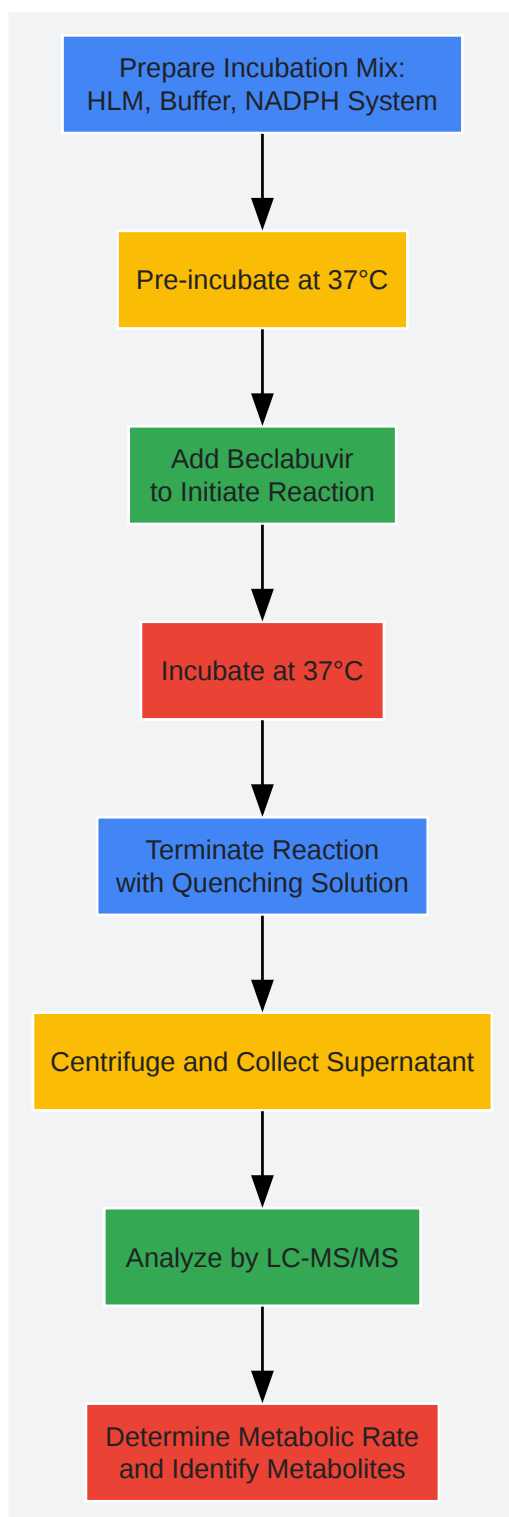 Prepare Incubation Mix:
HLM, Buffer, NADPH System
Pre-incubate at 37°C
Add Beclabuvir
to Initiate Reaction
Incubate at 37°C
Terminate Reaction
with Quenching Solution
Centrifuge and Collect Supernatant
Analyze by LC-MS/MS
Determine Metabolic Rate
and Identify Metabolites